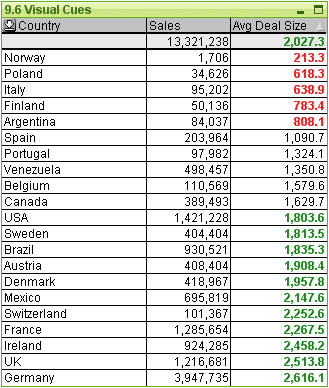 9.6 Visual Cues
Country Sales Avg Deal Size
13,321,238 2,027.3
Norway 1,706 213.3
Poland 34,626 618.3
Italy 95,202 638.9
Finland 50,136 783.4
Argentina 84,037 808.1
Spain 203,964 1,090.7
Portugal 97,982 1,324.1
Venezuela 498,457 1,350.8
Belgium 110,569 1,579.6
Canada 389,493 1,629.7
USA 1,421,228 1,803.6
Sweden 404,404 1,813.5
Brazil 930,521 1,835.3
Austria 408,404 1,908.4
Denmark 418,967 1,957.8
Mexico 695,819 2,147.6
Switzerland 101,367 2,252.6
France 1,285,654 2,267.5
Ireland 924,285 2,458.2
UK 1,216,681 2,513.8
Germany 3,947,735 2,616.1